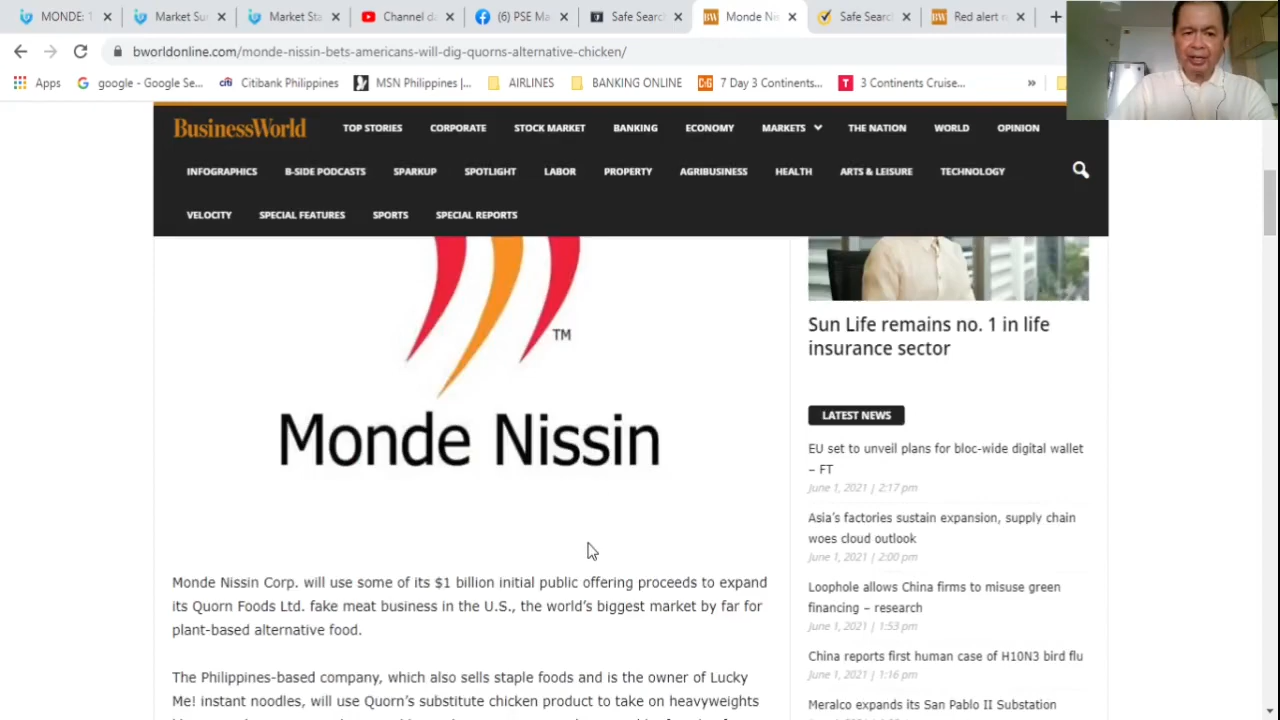 MONDE: 1
Market Su
Market Sta
Channel da
(6) PSE Ma
Safe Searc
Monde Nis
Safe Searc
Red alert n
bworldonline.com/monde-nissin-bets-americans-will-dig-quorns-alternative-chicken/
Apps
google - Google Se...
Citibank Philippines
MSN Philippines |...
AIRLINES
BANKING ONLINE
7 Day 3 Continents...
3 Continents Cruise...
»
BusinessWorld
TOP STORIES
CORPORATE
STOCK MARKET
BANKING
ECONOMY
MARKETS
THE NATION
WORLD
OPINION
INFOGRAPHICS
B-SIDE PODCASTS
SPARKUP
SPOTLIGHT
LABOR
PROPERTY
AGRIBUSINESS
HEALTH
ARTS & LEISURE
TECHNOLOGY
VELOCITY
SPECIAL FEATURES
SPORTS
SPECIAL REPORTS
TM
Monde Nissin
Monde Nissin Corp. will use some of its $1 billion initial public offering proceeds to expand
its Quorn Foods Ltd. fake meat business in the U.S., the world's biggest market by far for
plant-based alternative food.
The Philippines-based company, which also sells staple foods and is the owner of Lucky
Me! instant noodles, will use Quorn's substitute chicken product to take on heavyweights
Sun Life remains no. 1 in life
insurance sector
LATEST NEWS
EU set to unveil plans for bloc-wide digital wallet
– FT
June 1, 2021 | 2:17 pm
Asia's factories sustain expansion, supply chain
woes cloud outlook
June 1, 2021 | 2:00 pm
Loophole allows China firms to misuse green
financing – research
June 1, 2021 | 1:53 pm
China reports first human case of H10N3 bird flu
June 1, 2021 | 1:16 pm
Meralco expands its San Pablo II Substation